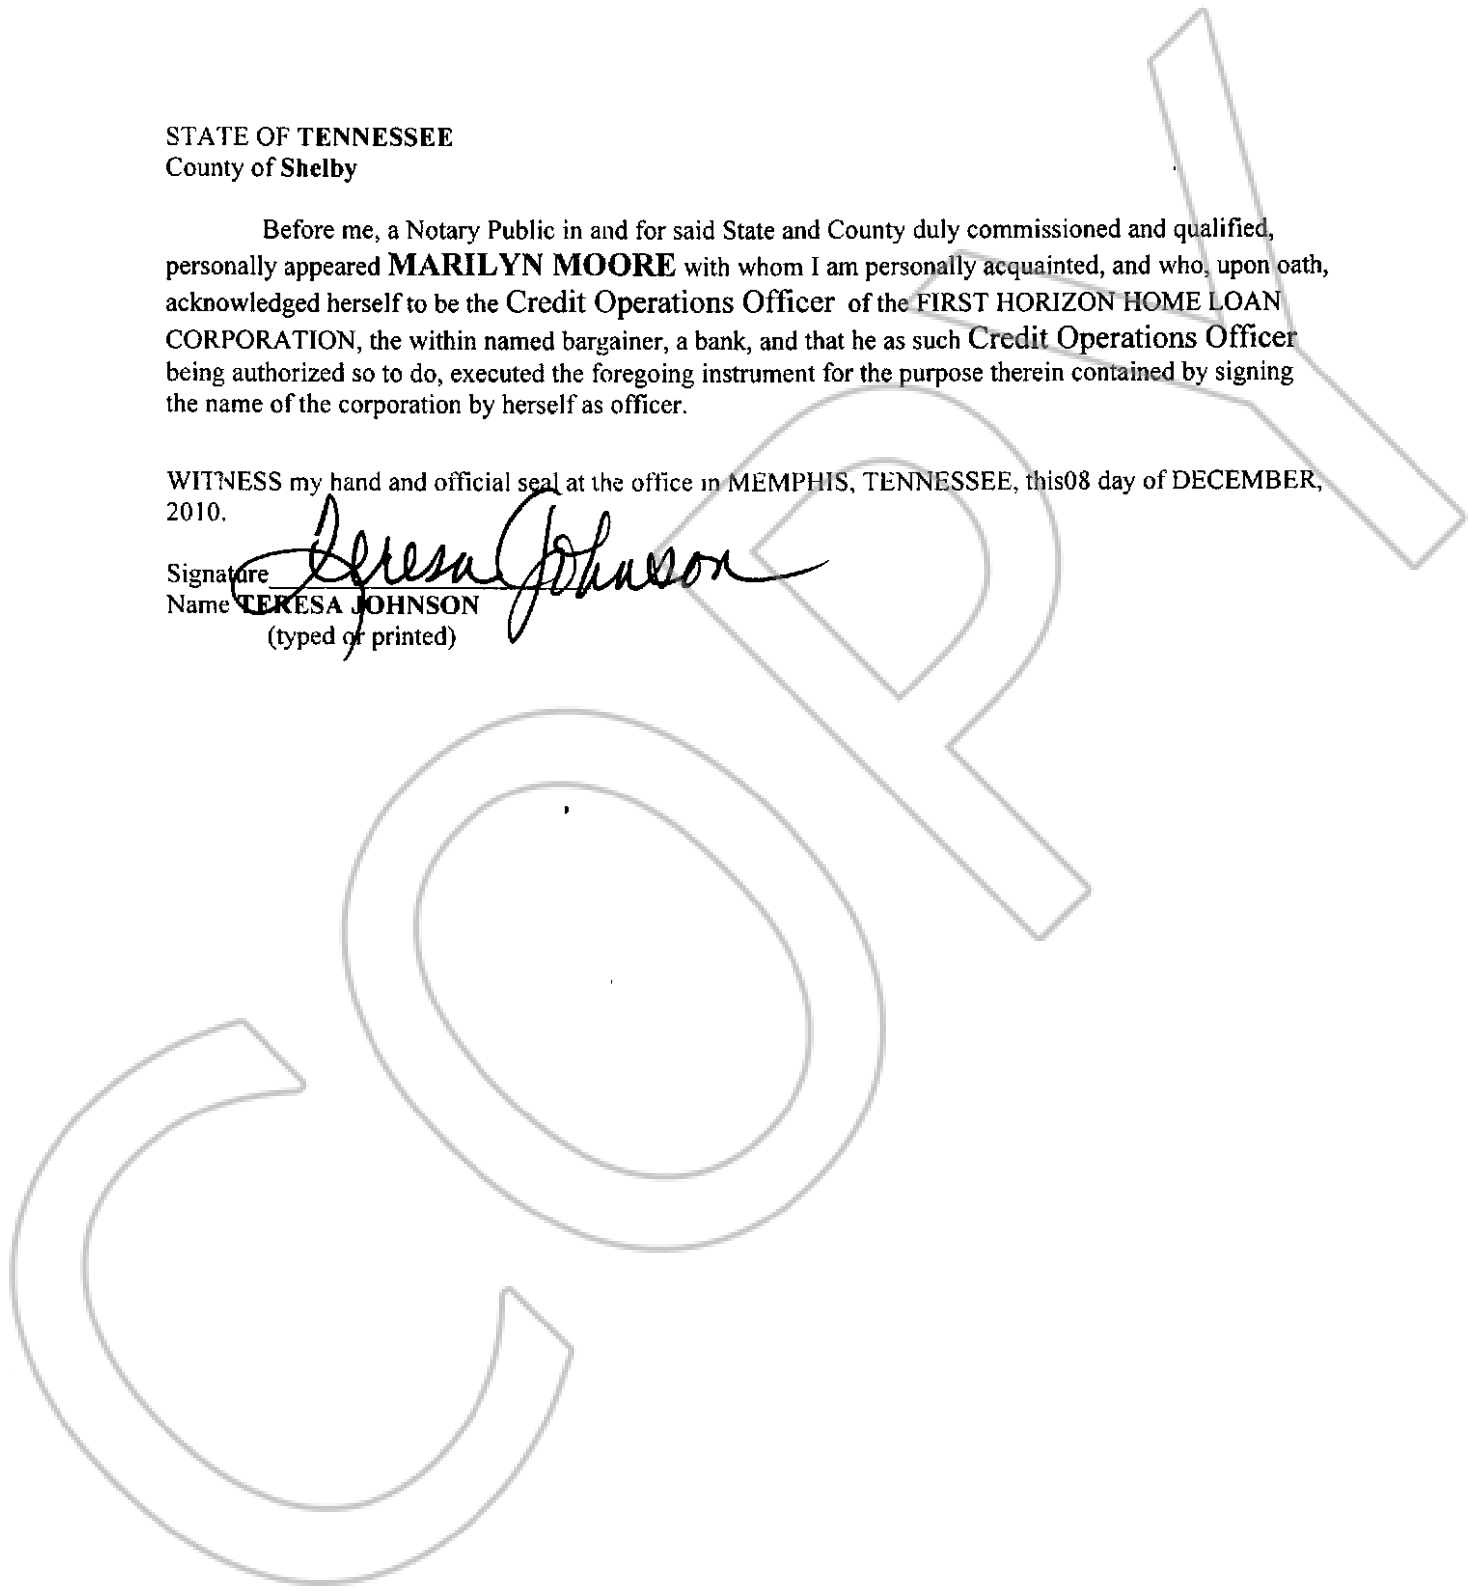 STATE OF TENNESSEE
County of Shelby
Before me, a Notary Public in and for said State and County duly commissioned and qualified,
personally appeared MARILYN MOORE with whom I am personally acquainted, and who, upon oath,
acknowledged herself to be the Credit Operations Officer of the FIRST HORIZON HOME LOAN
CORPORATION, the within named bargainer, a bank, and that he as such Credit Operations Officer
being authorized so to do, executed the foregoing instrument for the purpose therein contained by signing
the name of the corporation by herself as officer.
WITNESS my hand and official seal at the office in MEMPHIS, TENNESSEE, this08 day of DECEMBER,
2010.
Signature Teresa Johnson
Name TERESA JOHNSON
(typed or printed)
COPY